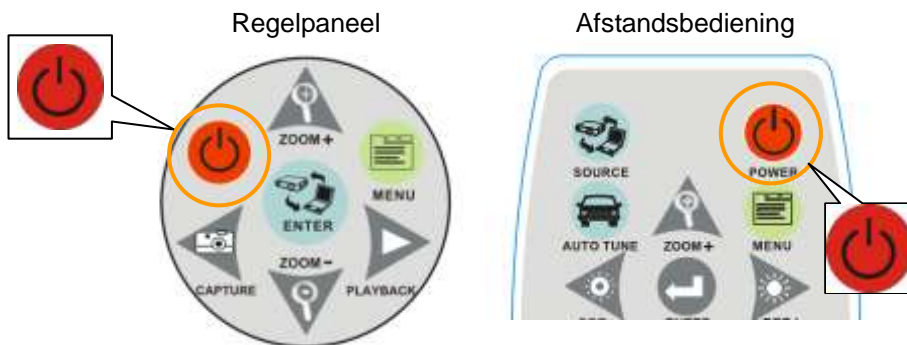 Regelpaneel
Afstandsbediening
ZOOM+
MENU
ENTER
ZOOM-
CAPTURE
PLAYBACK
SOURCE
POWER
AUTO TUNE
ZOOM+
MENU